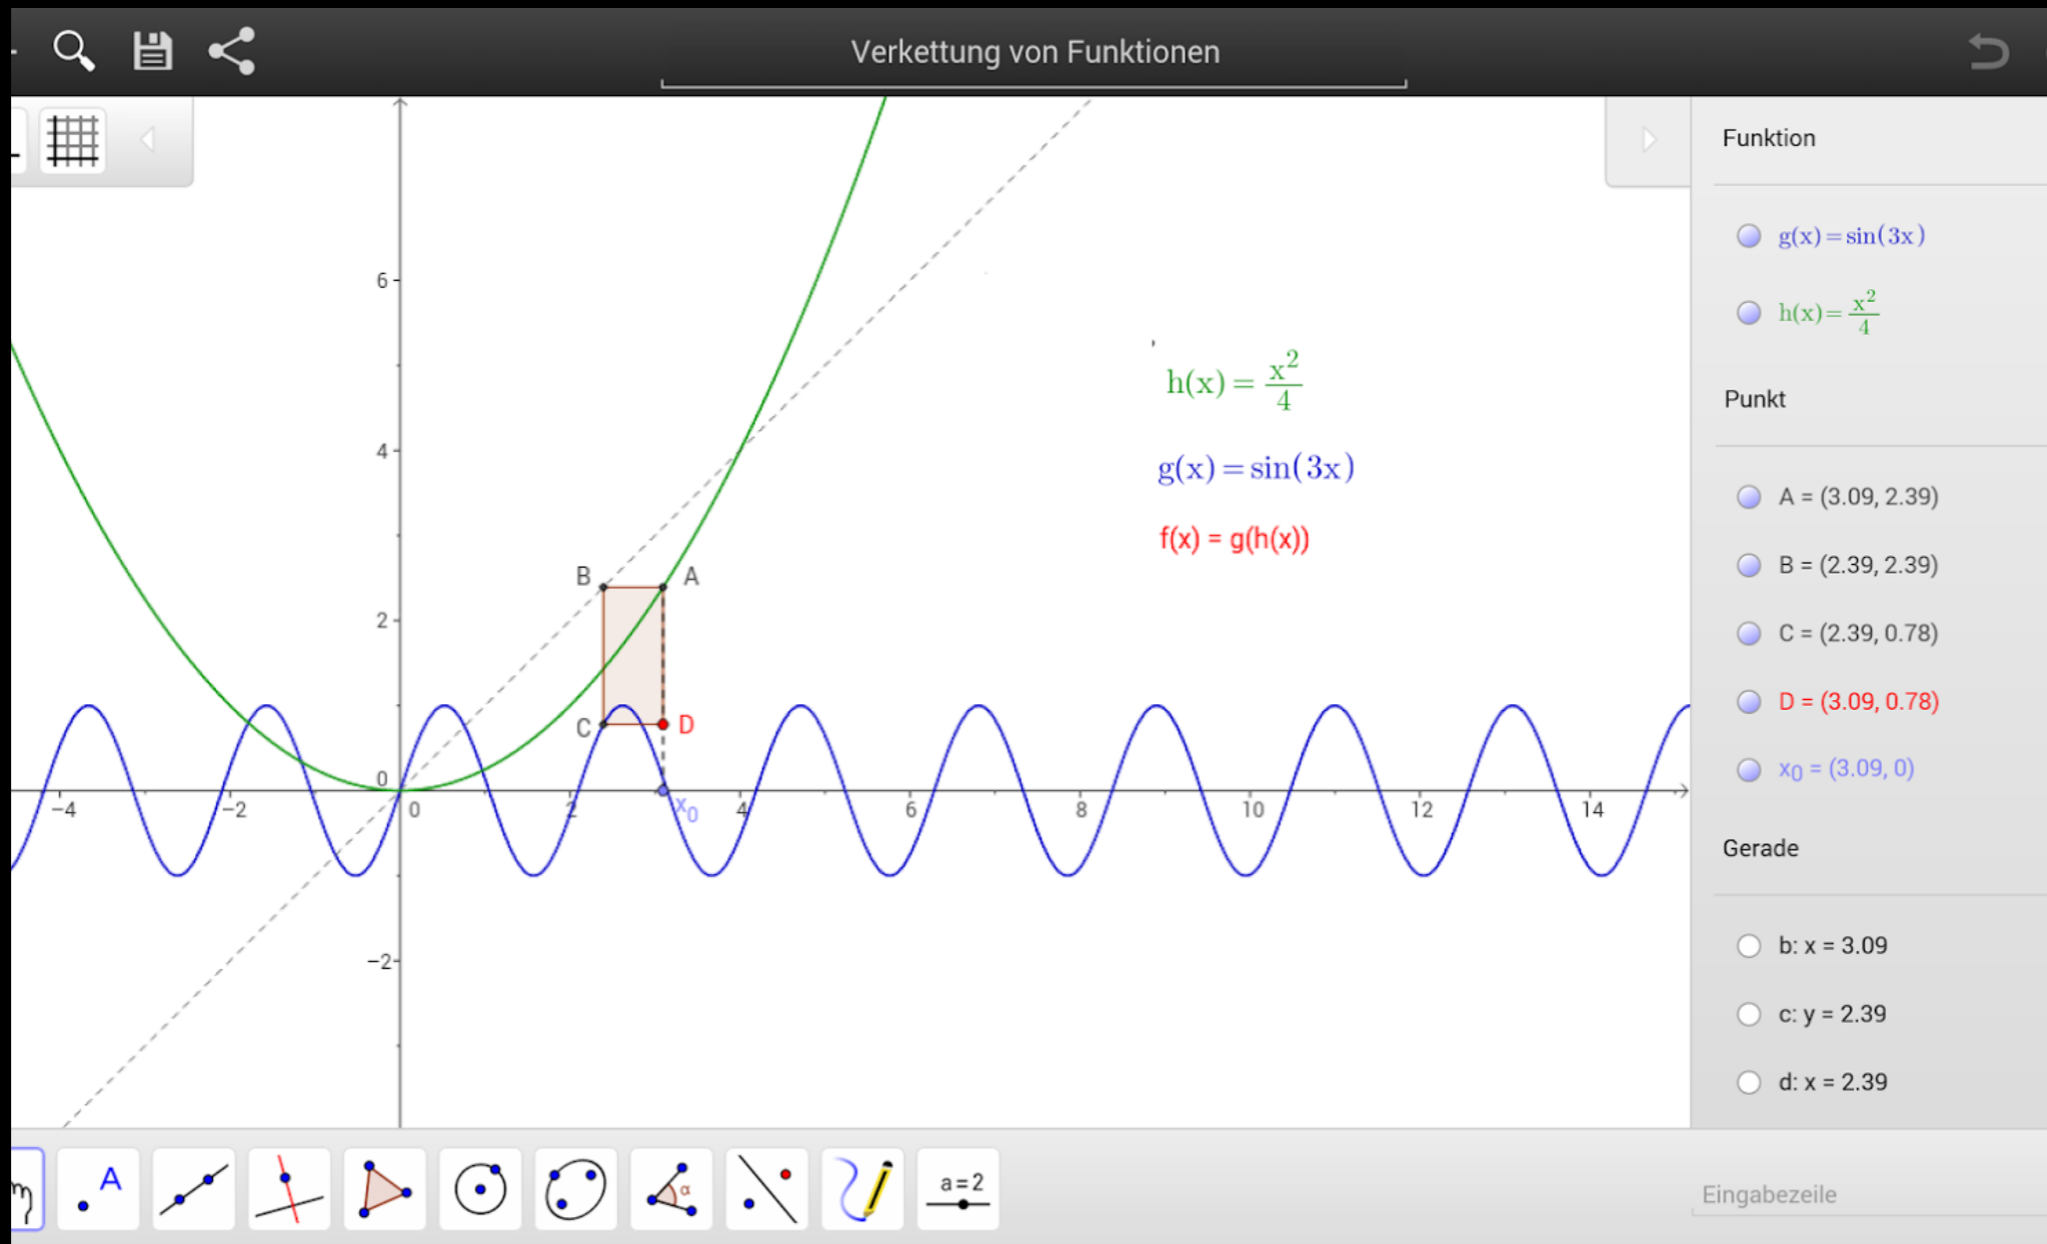 Verkettung von Funktionen
Funktion
g(x)=sin(3x)
h(x)=x²/4
Punkt
A = (3.09, 2.39)
B = (2.39, 2.39)
C = (2.39, 0.78)
D = (3.09, 0.78)
x₀ = (3.09, 0)
Gerade
b: x = 3.09
c: y = 2.39
d: x = 2.39
Eingabezeile
h(x) = x²/4
g(x)=sin(3x)
f(x) = g(h(x))
6
4
2
0
−2
−4
−2
0
2
4
6
8
10
12
14
B
A
C
D
x₀
A
α
a=2